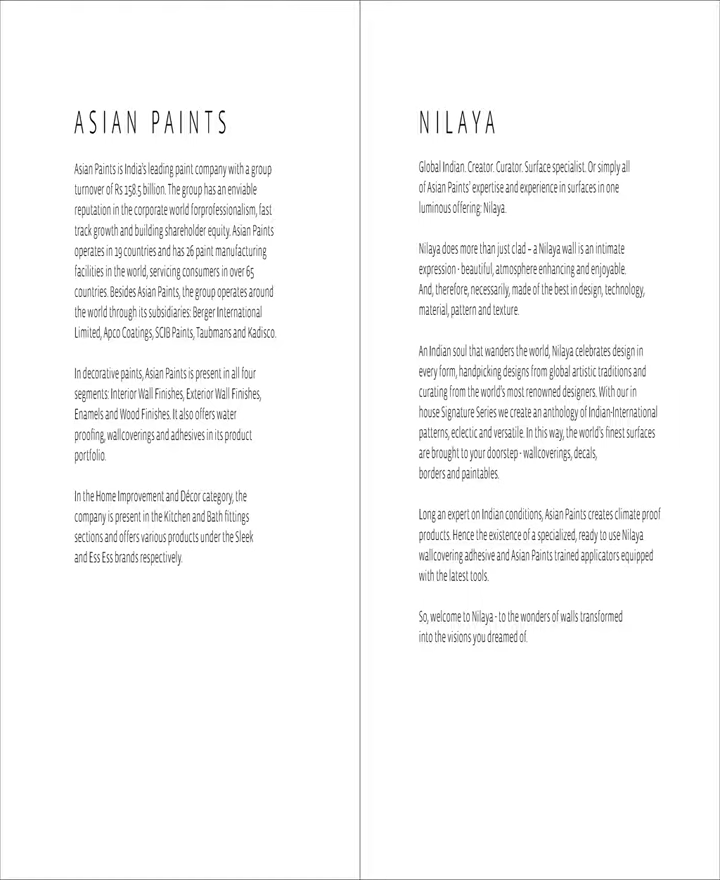 ASIAN PAINTS
Asian Paints is India's leading paint company with a group
turnover of Rs 158.5 billion. The group has an enviable
reputation in the corporate world forprofessionalism, fast
track growth and building shareholder equity. Asian Paints
operates in 19 countries and has 26 paint manufacturing
facilities in the world, servicing consumers in over 65
countries. Besides Asian Paints, the group operates around
the world through its subsidiaries: Berger International
Limited, Apco Coatings, SCIB Paints, Taubmans and Kadisco.
In decorative paints, Asian Paints is present in all four
segments: Interior Wall Finishes, Exterior Wall Finishes,
Enamels and Wood Finishes. It also offers water
proofing, wallcoverings and adhesives in its product
portfolio.
In the Home Improvement and Décor category, the
company is present in the Kitchen and Bath fittings
sections and offers various products under the Sleek
and Ess Ess brands respectively.
NILAYA
Global Indian. Creator. Curator. Surface specialist. Or simply all
of Asian Paints' expertise and experience in surfaces in one
luminous offering: Nilaya.
Nilaya does more than just clad – a Nilaya wall is an intimate
expression - beautiful, atmosphere enhancing and enjoyable.
And, therefore, necessarily, made of the best in design, technology,
material, pattern and texture.
An Indian soul that wanders the world, Nilaya celebrates design in
every form, handpicking designs from global artistic traditions and
curating from the world's most renowned designers. With our in
house Signature Series we create an anthology of Indian-International
patterns, eclectic and versatile. In this way, the world's finest surfaces
are brought to your doorstep - wallcoverings, decals,
borders and paintables.
Long an expert on Indian conditions, Asian Paints creates climate proof
products. Hence the existence of a specialized, ready to use Nilaya
wallcovering adhesive and Asian Paints trained applicators equipped
with the latest tools.
So, welcome to Nilaya - to the wonders of walls transformed
into the visions you dreamed of.